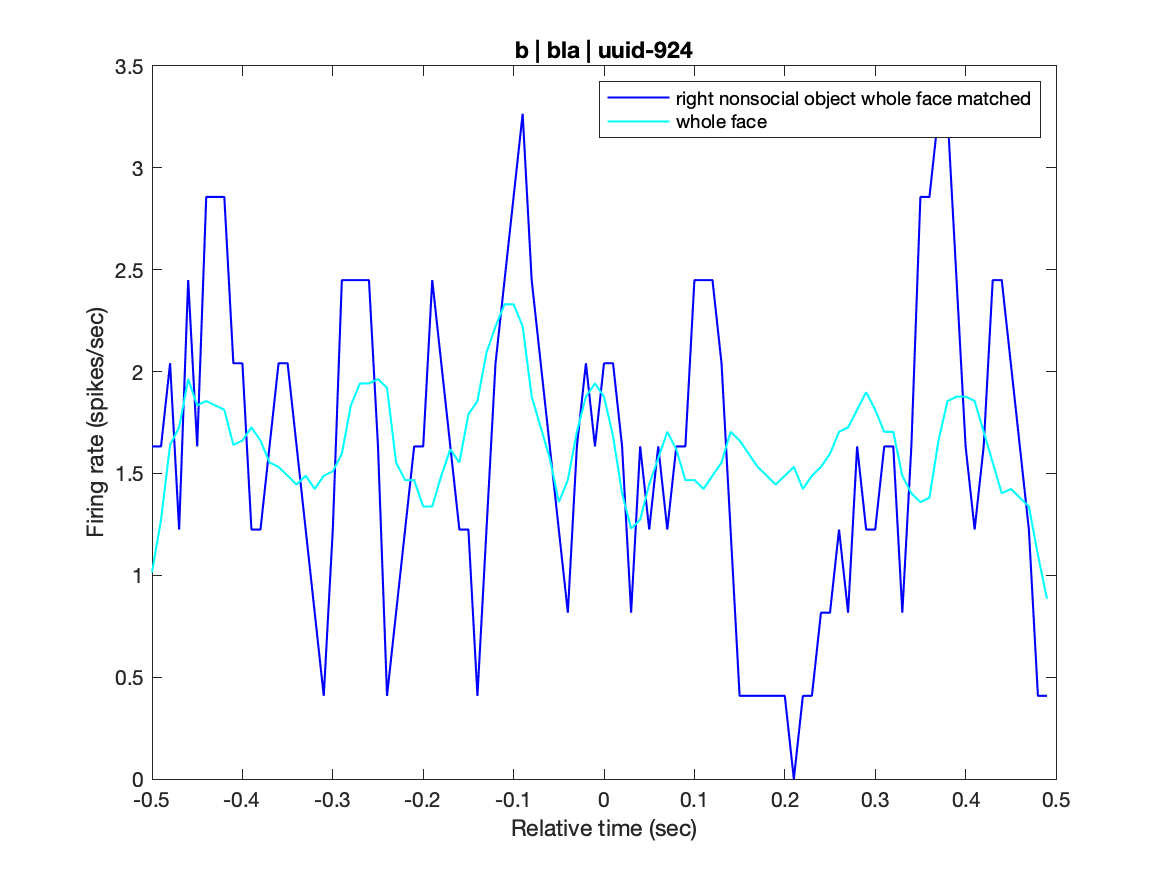 b | bla | uuid-924
right nonsocial object whole face matched
whole face
Firing rate (spikes/sec)
3.5
3
2.5
2
1.5
1
0.5
0
-0.5 -0.4 -0.3 -0.2 -0.1 0 0.1 0.2 0.3 0.4 0.5
Relative time (sec)